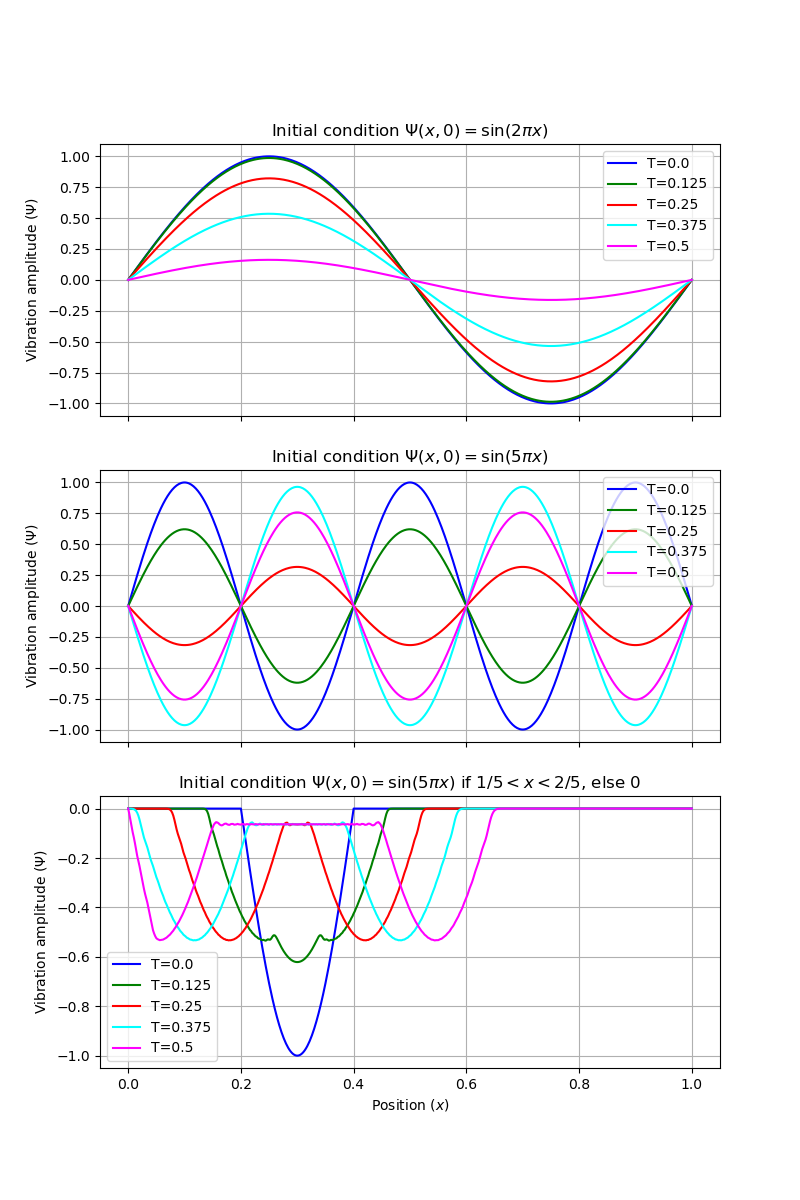 Initial condition Ψ(x, 0) = sin(2πx)
Vibration amplitude (Ψ)
1.00
0.75
0.50
0.25
0.00
−0.25
−0.50
−0.75
−1.00
T=0.0
T=0.125
T=0.25
T=0.375
T=0.5
Initial condition Ψ(x, 0) = sin(5πx)
Vibration amplitude (Ψ)
1.00
0.75
0.50
0.25
0.00
−0.25
−0.50
−0.75
−1.00
T=0.0
T=0.125
T=0.25
T=0.375
T=0.5
Initial condition Ψ(x, 0) = sin(5πx) if 1/5 < x < 2/5, else 0
Vibration amplitude (Ψ)
0.0
−0.2
−0.4
−0.6
−0.8
−1.0
T=0.0
T=0.125
T=0.25
T=0.375
T=0.5
0.0 0.2 0.4 0.6 0.8 1.0
Position (x)